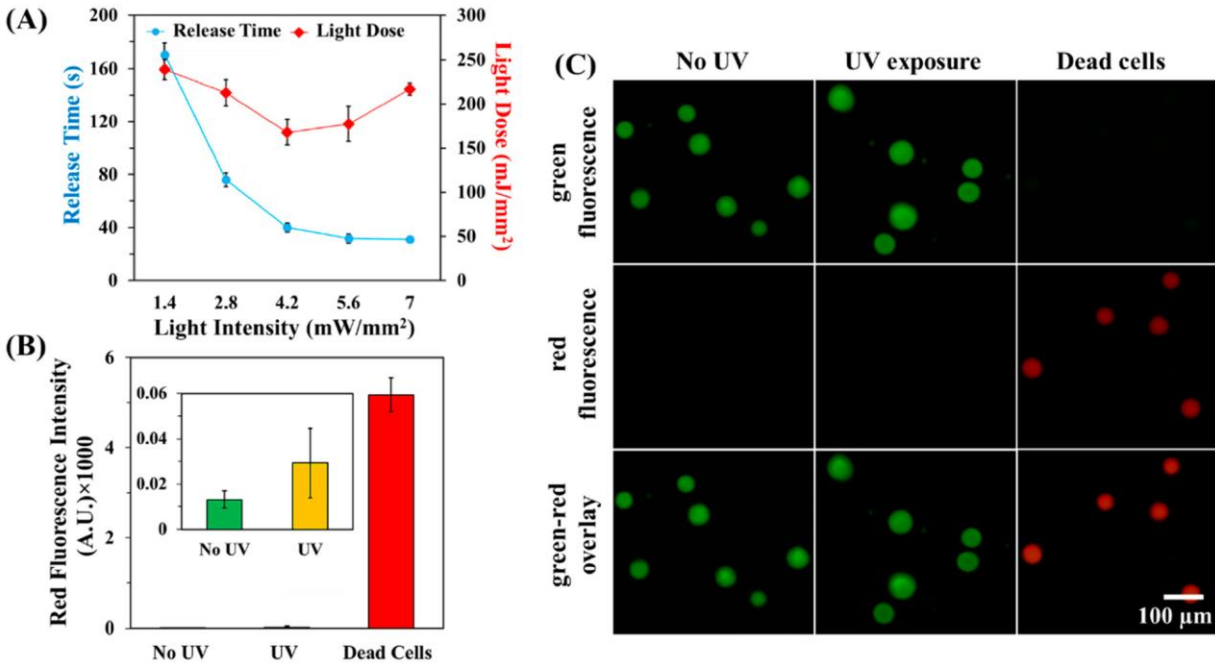 (A)
Release Time
Light Dose
Release Time (s)
200
160
120
80
40
0
Light Dose (mJ/mm²)
300
250
200
150
100
50
0
1.4 2.8 4.2 5.6 7
Light Intensity (mW/mm²)
(B)
Red Fluorescence Intensity
(A.U.)×1000
6
4
2
0
0.06
0.04
0.02
0
No UV UV
No UV UV Dead Cells
(C)
No UV UV exposure Dead cells
green
fluorescence
red
fluorescence
green-red
overlay
100 µm